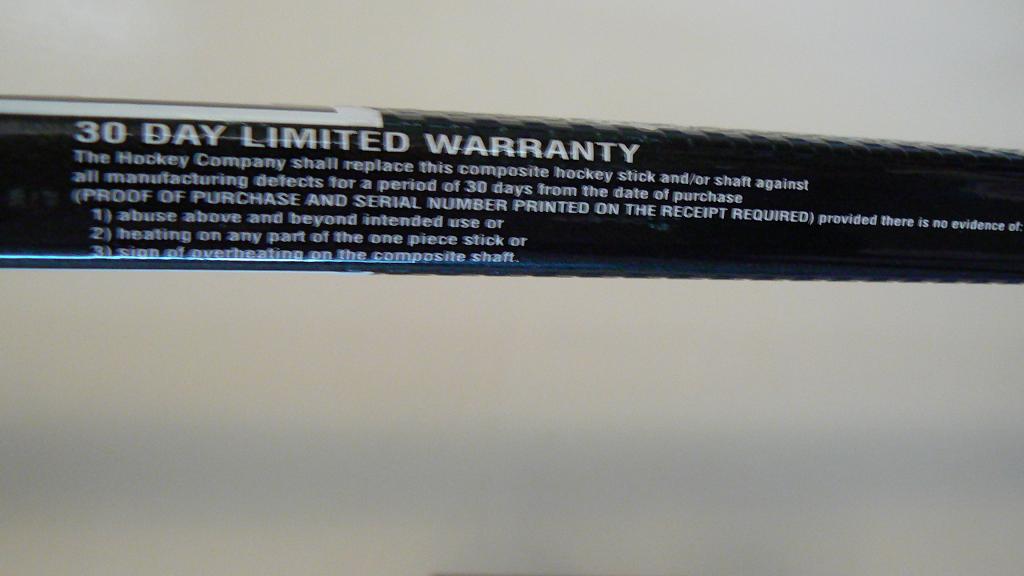 30 DAY LIMITED WARRANTY
The Hockey Company shall replace this composite hockey stick and/or shaft against
all manufacturing defects for a period of 30 days from the date of purchase
(PROOF OF PURCHASE AND SERIAL NUMBER PRINTED ON THE RECEIPT REQUIRED) provided there is no evidence of:
1) abuse above and beyond intended use or
2) heating on any part of the one piece stick or
3) sign of overheating on the composite shaft.